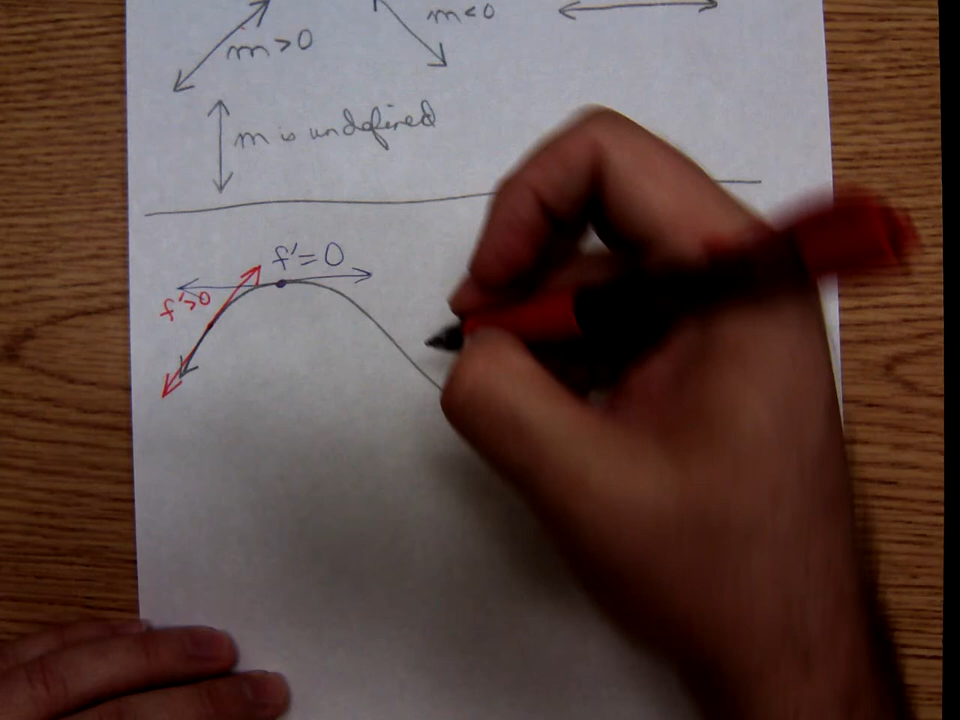 m > 0
m < 0
m is undefined
f' = 0
f' > 0